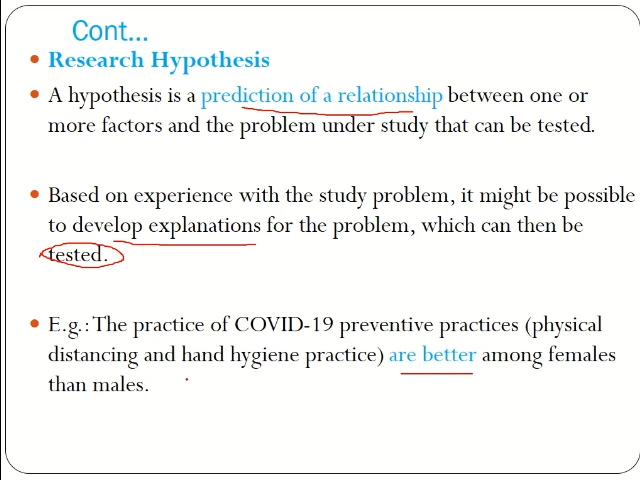 Cont...
Research Hypothesis
A hypothesis is a prediction of a relationship between one or
more factors and the problem under study that can be tested.
Based on experience with the study problem, it might be possible
to develop explanations for the problem, which can then be
tested.
E.g.: The practice of COVID-19 preventive practices (physical
distancing and hand hygiene practice) are better among females
than males.